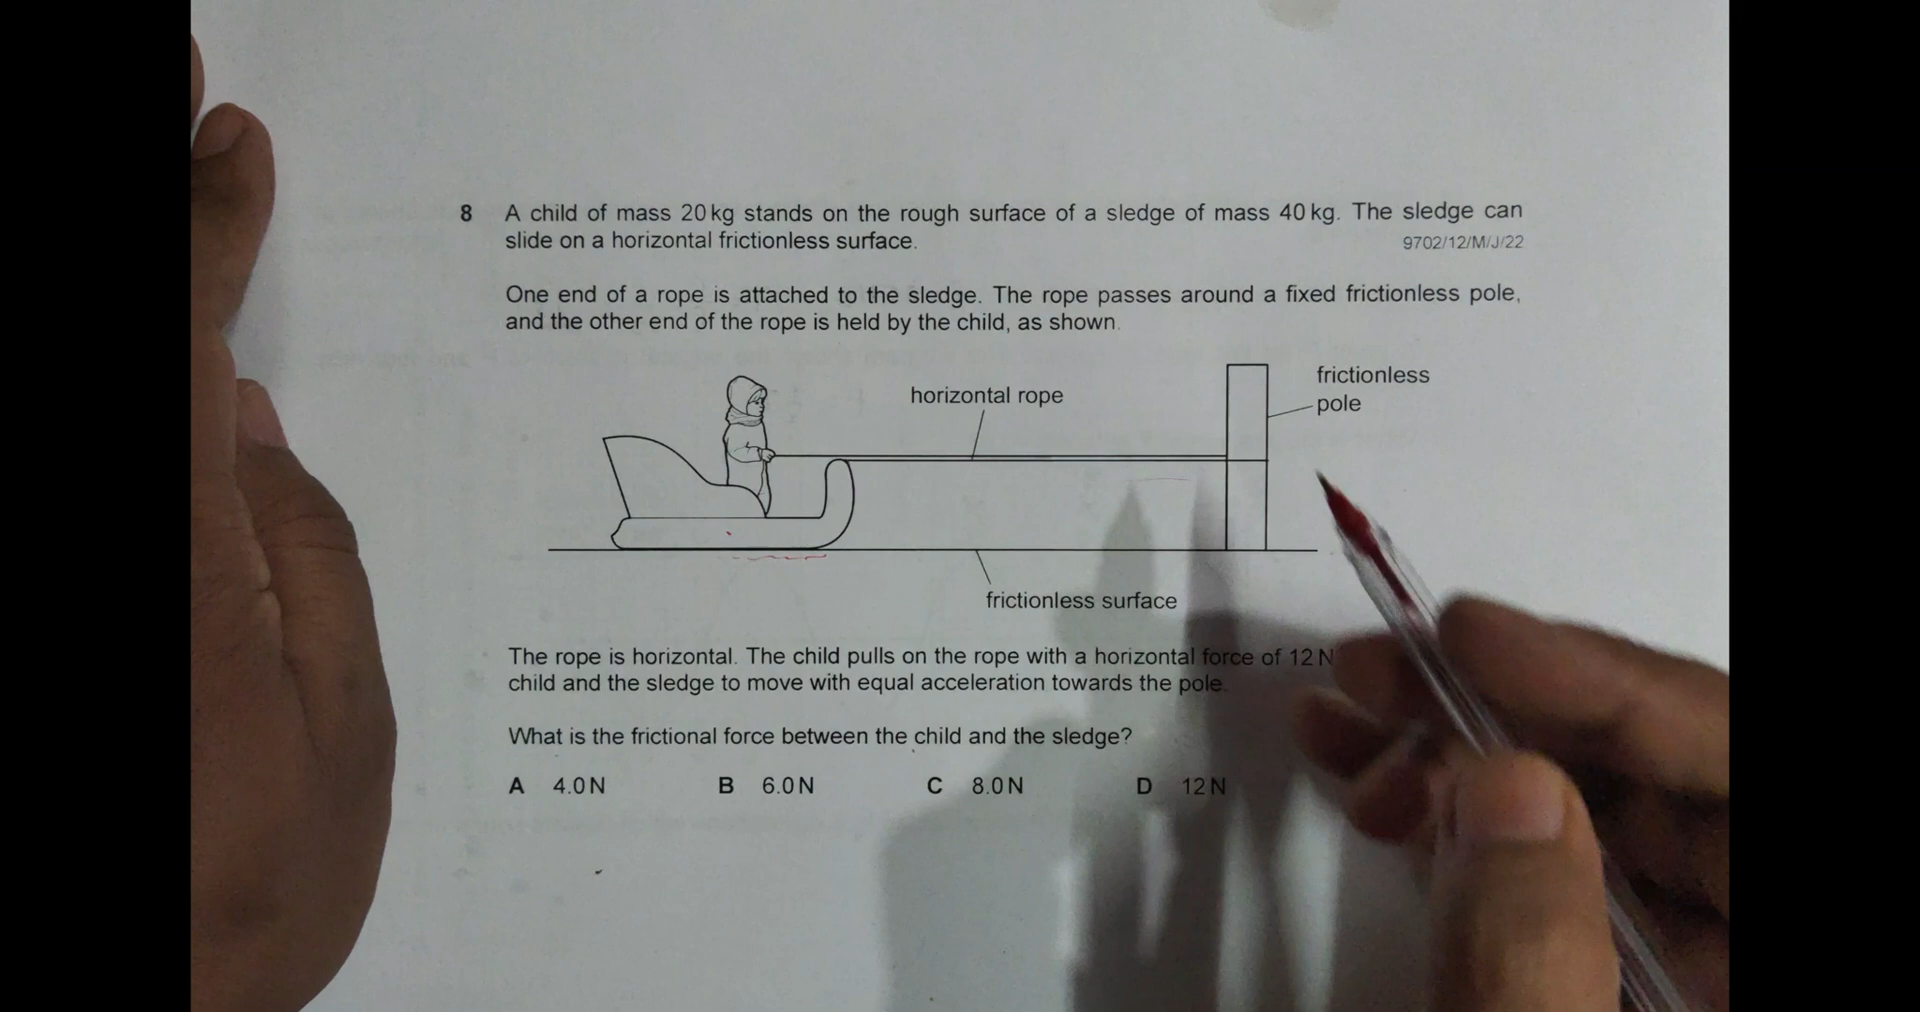 8 A child of mass 20 kg stands on the rough surface of a sledge of mass 40 kg. The sledge can
slide on a horizontal frictionless surface.
9702/12/M/J/22
One end of a rope is attached to the sledge. The rope passes around a fixed frictionless pole,
and the other end of the rope is held by the child, as shown.
frictionless
pole
horizontal rope
frictionless surface
The rope is horizontal. The child pulls on the rope with a horizontal force of 12 N
child and the sledge to move with equal acceleration towards the pole.
What is the frictional force between the child and the sledge?
A 4.0 N B 6.0 N C 8.0 N D 12 N